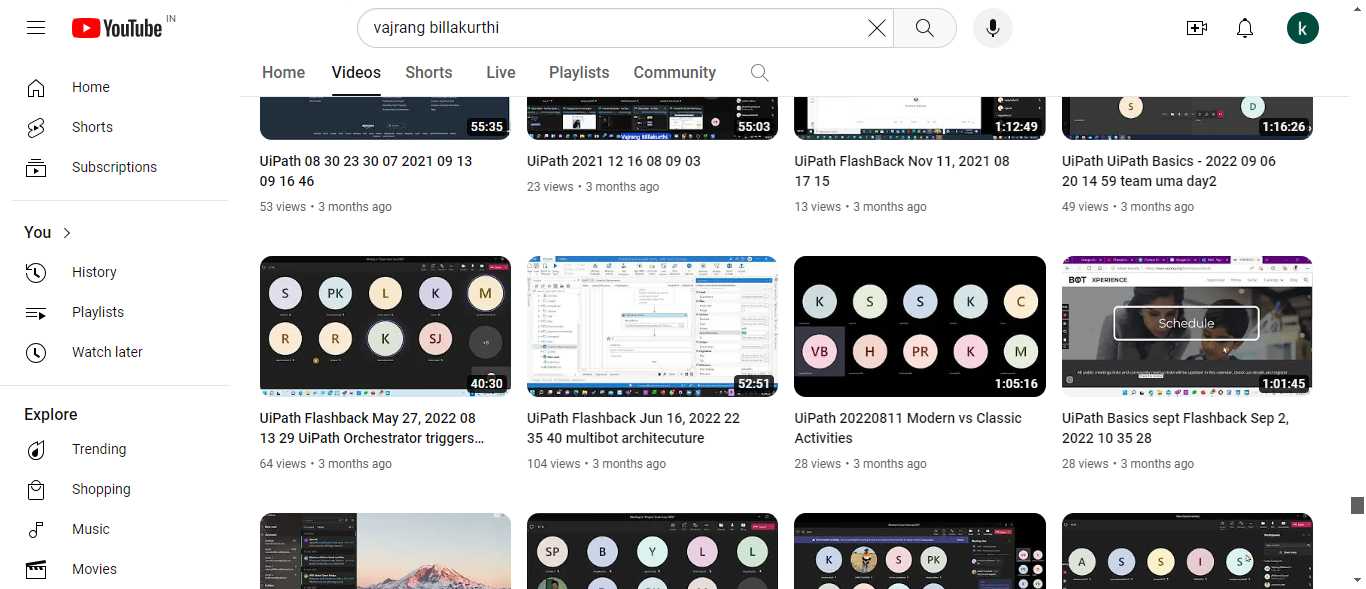 YouTube IN
vajrang billakurthi
k
Home
Videos
Shorts
Live
Playlists
Community
Home
Shorts
Subscriptions
You
History
Playlists
Watch later
Explore
Trending
Shopping
Music
Movies
55:35
55:03
1:12:49
S
D
1:16:26
UiPath 08 30 23 30 07 2021 09 13
09 16 46
53 views • 3 months ago
UiPath 2021 12 16 08 09 03
23 views • 3 months ago
UiPath FlashBack Nov 11, 2021 08
17 15
13 views • 3 months ago
UiPath UiPath Basics - 2022 09 06
20 14 59 team uma day2
49 views • 3 months ago
S PK L K M
R R K SJ
40:30
52:51
K S S K C
VB H PR K M
1:05:16
BOT XPERIENCE
Schedule
1:01:45
UiPath Flashback May 27, 2022 08
13 29 UiPath Orchestrator triggers...
64 views • 3 months ago
UiPath Flashback Jun 16, 2022 22
35 40 multibot architecuture
104 views • 3 months ago
UiPath 20220811 Modern vs Classic
Activities
28 views • 3 months ago
UiPath Basics sept Flashback Sep 2,
2022 10 35 28
28 views • 3 months ago
SP B Y L L
K S PK
A S S I S